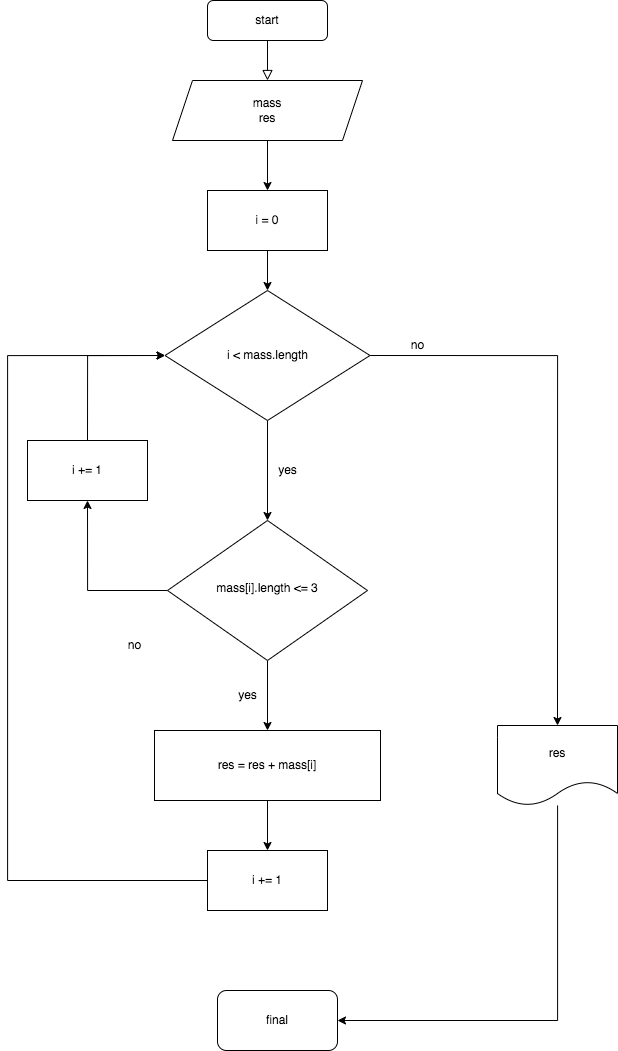 start
mass
res
i = 0
i < mass.length
no
i += 1
yes
mass[i].length <= 3
no
yes
res = res + mass[i]
res
i += 1
final